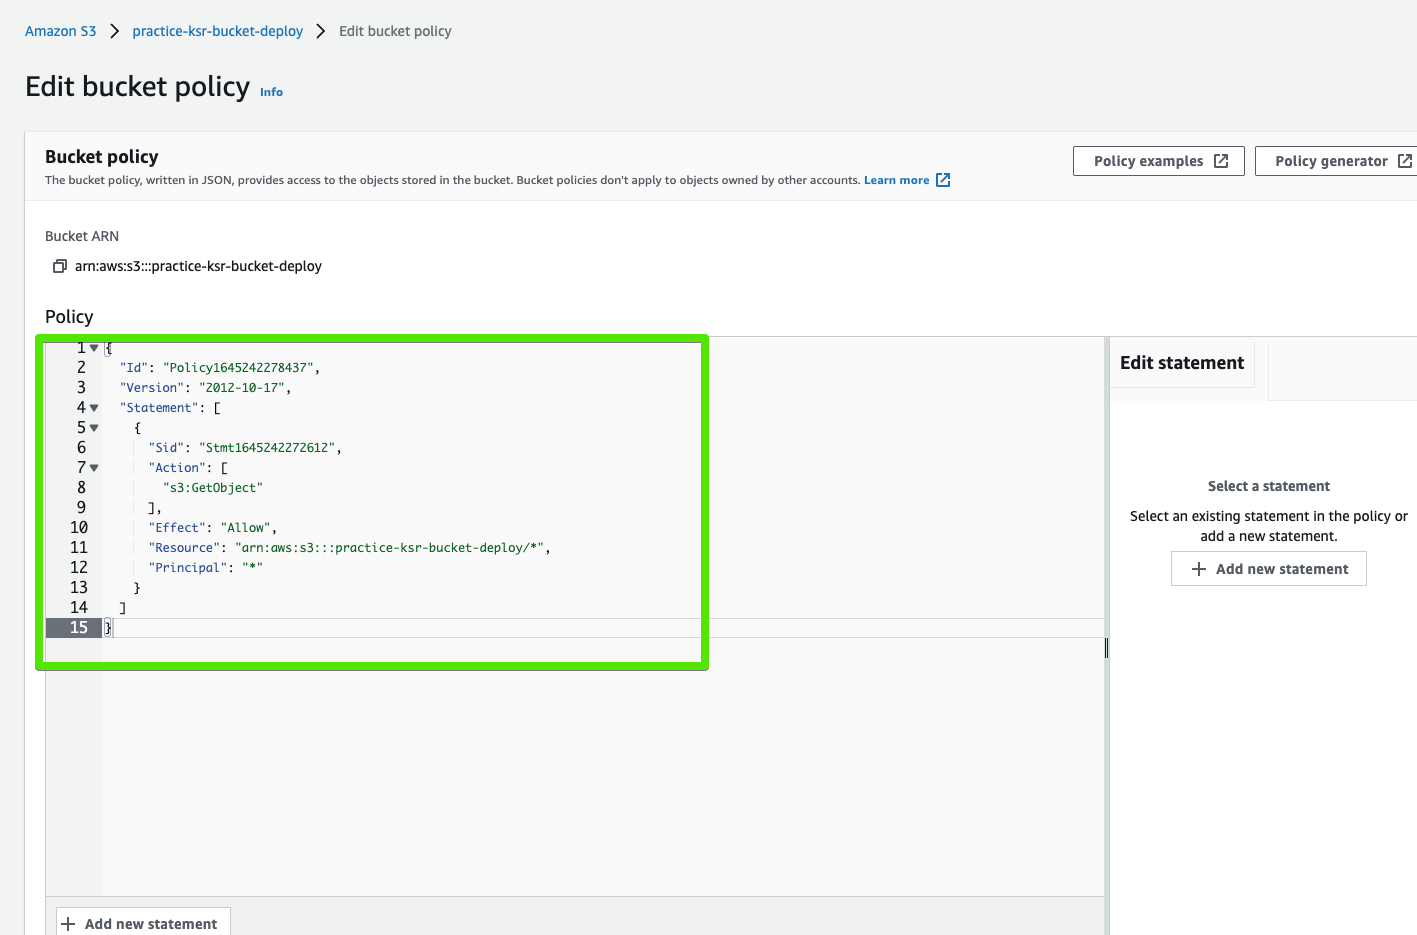 Amazon S3 > practice-ksr-bucket-deploy > Edit bucket policy
Edit bucket policy Info
Bucket policy
The bucket policy, written in JSON, provides access to the objects stored in the bucket. Bucket policies don't apply to objects owned by other accounts. Learn more
Policy examples
Policy generator
Bucket ARN
arn:aws:s3:::practice-ksr-bucket-deploy
Policy
1 {
2 "Id": "Policy1645242278437",
3 "Version": "2012-10-17",
4 "Statement": [
5 {
6 "Sid": "Stmt1645242272612",
7 "Action": [
8 "s3:GetObject"
9 ],
10 "Effect": "Allow",
11 "Resource": "arn:aws:s3:::practice-ksr-bucket-deploy/*",
12 "Principal": "*"
13 }
14 ]
15 }
+ Add new statement
Edit statement
Select a statement
Select an existing statement in the policy or
add a new statement.
+ Add new statement